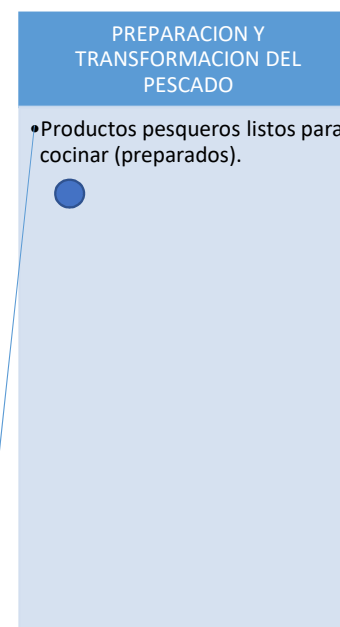 PREPARACION Y
TRANSFORMACION DEL
PESCADO
•Productos pesqueros listos para
cocinar (preparados).